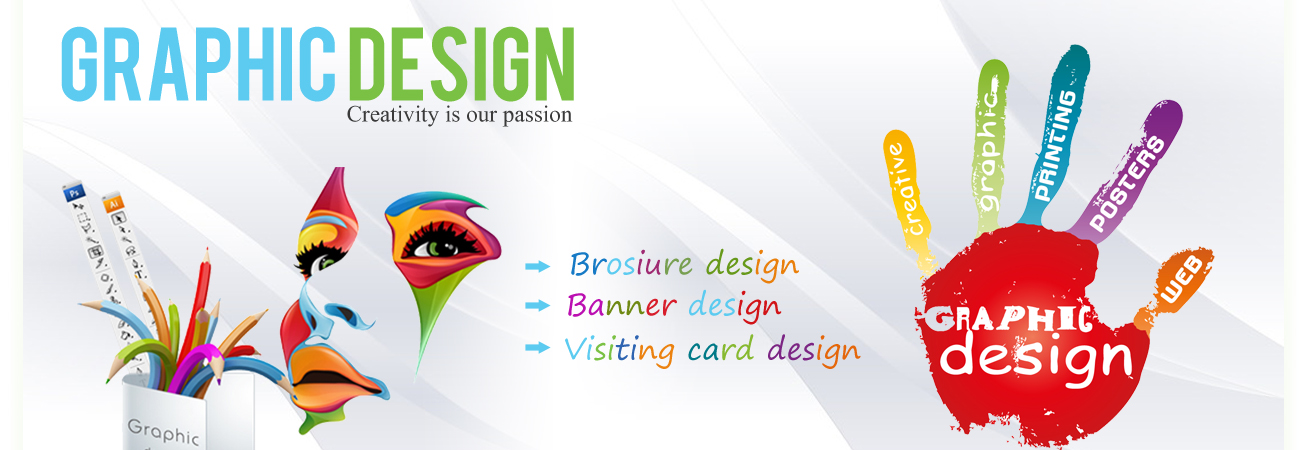 GRAPHIC DESIGN
Creativity is our passion
Ps
Ai
Brosiure design
Banner design
Visiting card design
Graphic
creative
graphic
PRINTING
POSTERS
WEB
GRAPHIC
design